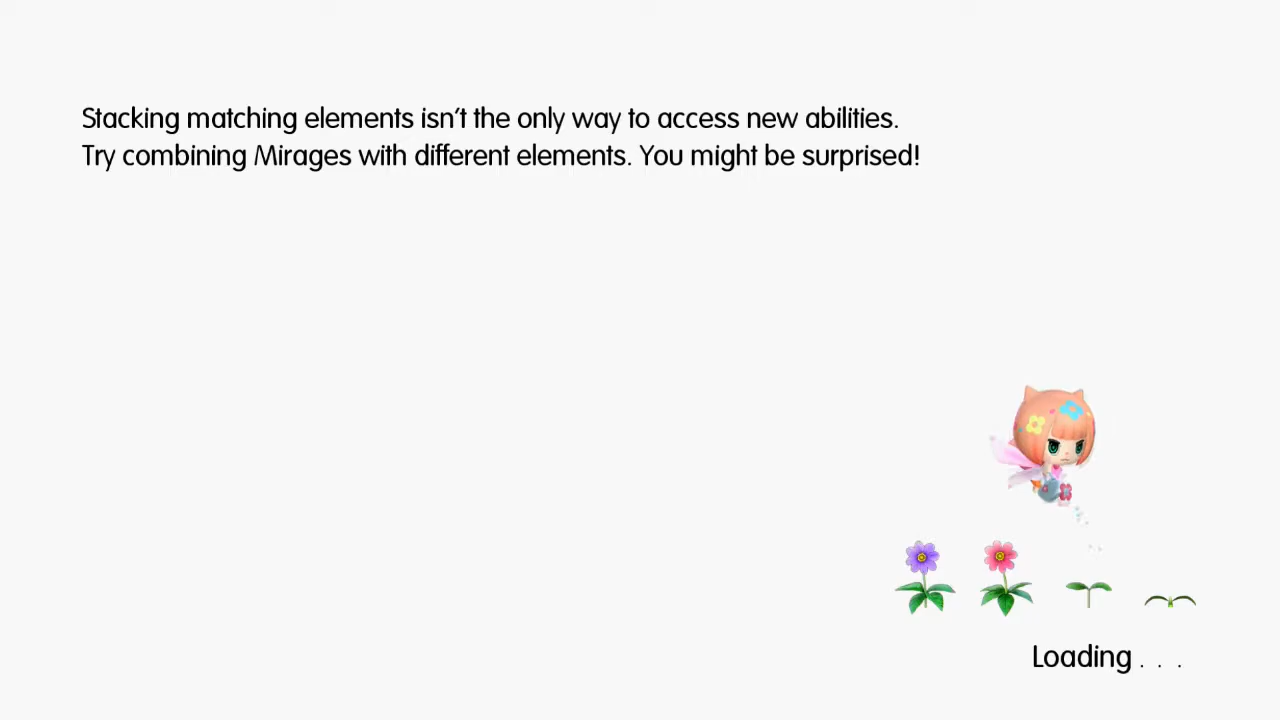 Stacking matching elements isn't the only way to access new abilities.
Try combining Mirages with different elements. You might be surprised!
Loading . . .